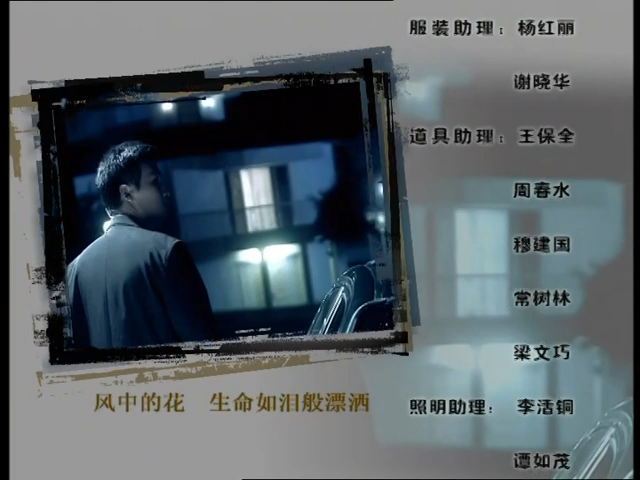 服装助理：杨红丽
谢晓华
道具助理：王保全
周春水
穆建国
常树林
梁文巧
风中的花 生命如泪般漂洒
照明助理：李活铜
谭如茂